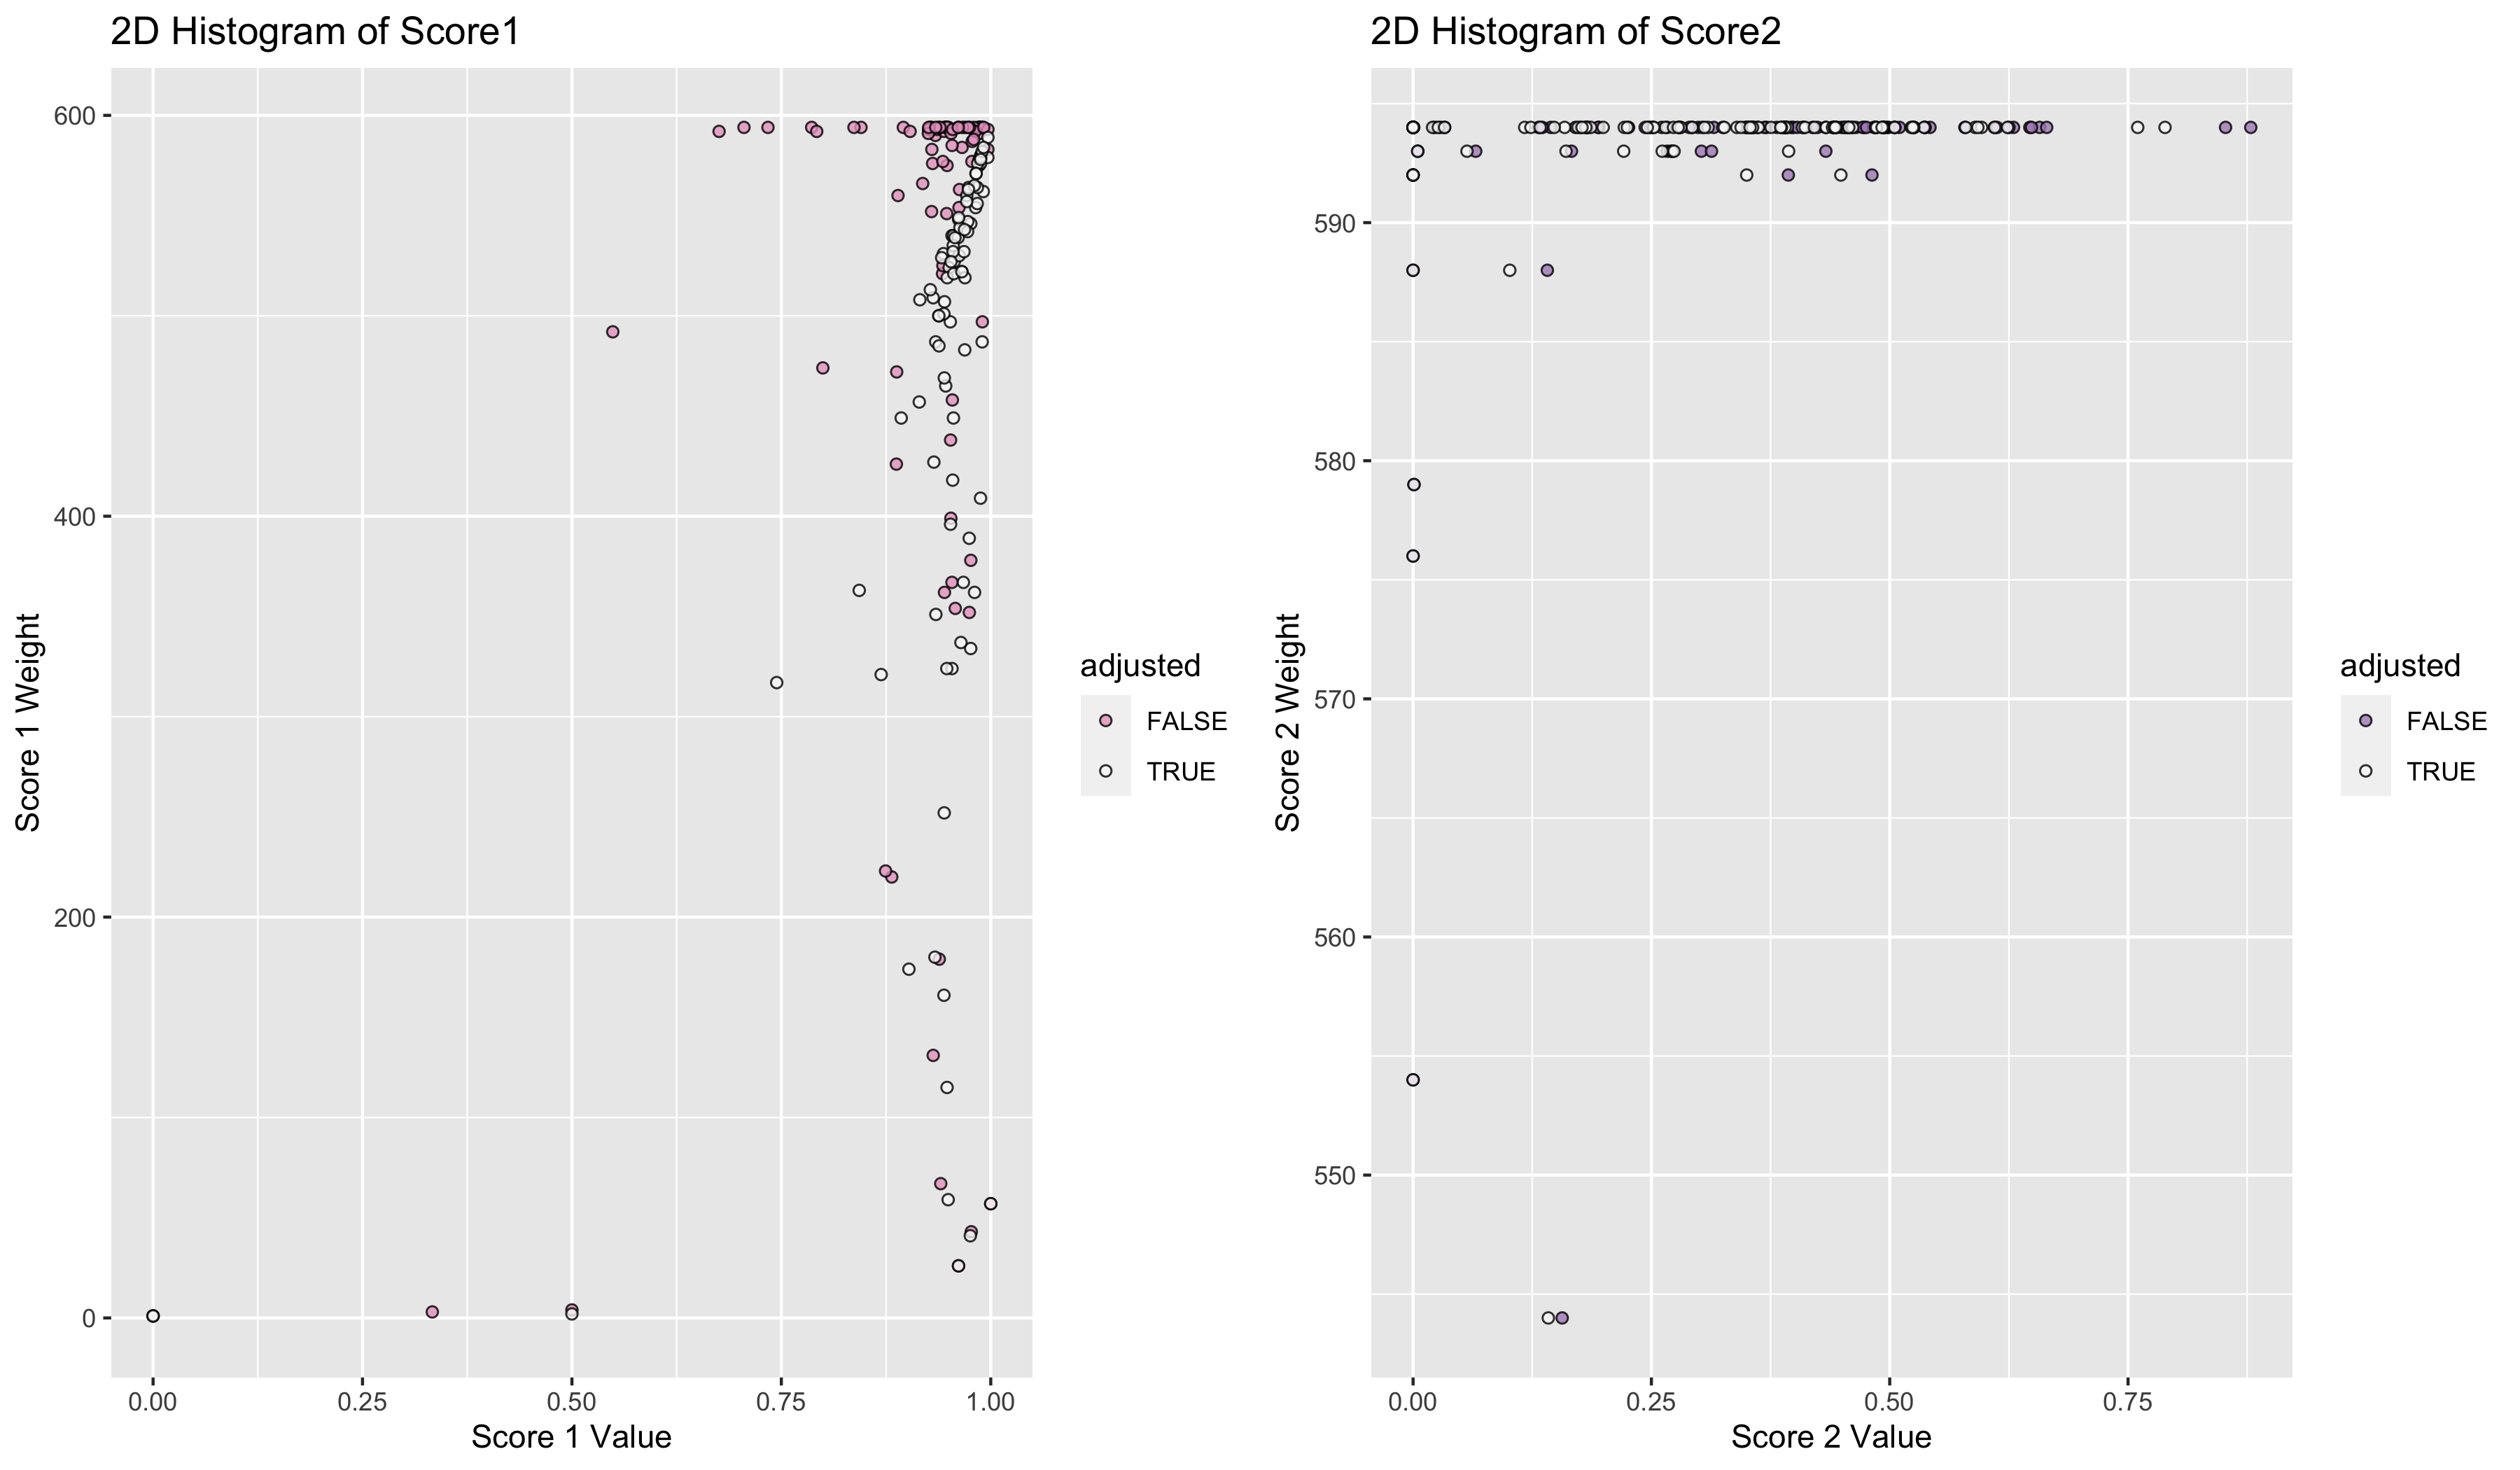 2D Histogram of Score1
600
400
200
0
Score 1 Weight
0.00 0.25 0.50 0.75 1.00
Score 1 Value
adjusted
FALSE
TRUE
2D Histogram of Score2
590
580
570
560
550
Score 2 Weight
0.00 0.25 0.50 0.75
Score 2 Value
adjusted
FALSE
TRUE